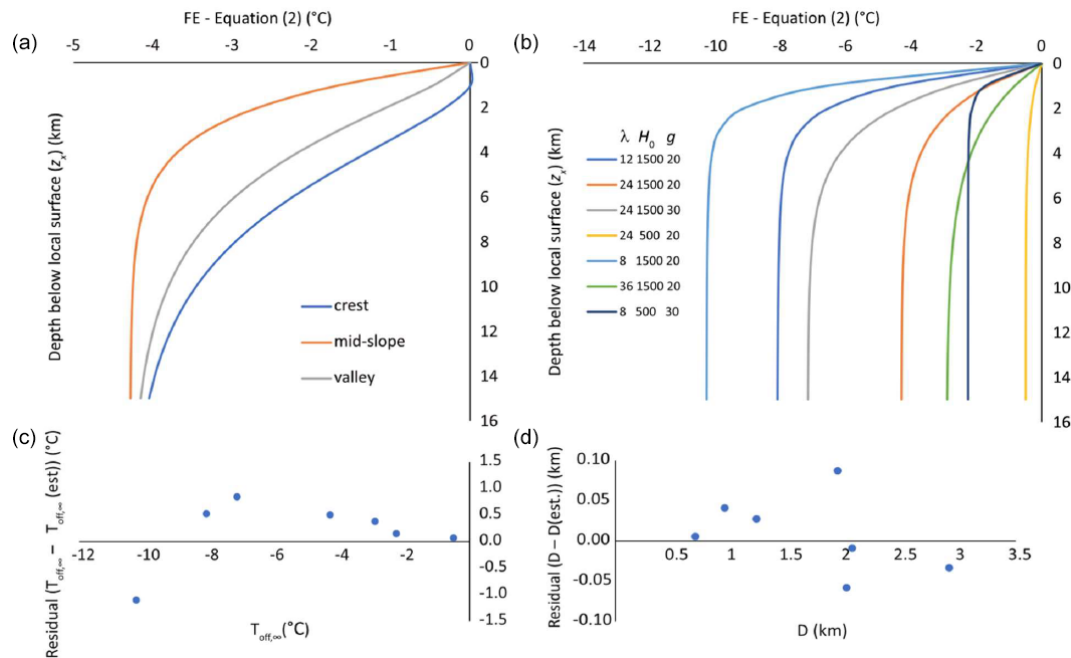 FE - Equation (2) (°C)
(a)
-5 -4 -3 -2 -1 0
0
2
4
6
8
10
12
14
16
Depth below local surface (zₓ) (km)
crest
mid-slope
valley
FE - Equation (2) (°C)
(b)
-14 -12 -10 -8 -6 -4 -2 0
0
2
4
6
8
10
12
14
16
Depth below local surface (zₓ) (km)
λ H₀ g
12 1500 20
24 1500 20
24 1500 30
24 500 20
8 1500 20
36 1500 20
8 500 30
(c)
Residual (T_off,∞ − T_off,∞ (est)) (°C)
1.5
1.0
0.5
0.0
-0.5
-1.0
-1.5
-12 -10 -8 -6 -4 -2
T_off,∞(°C)
(d)
Residual (D − D(est.)) (km)
0.10
0.05
0.00
-0.05
-0.10
0.5 1 1.5 2 2.5 3 3.5
D (km)